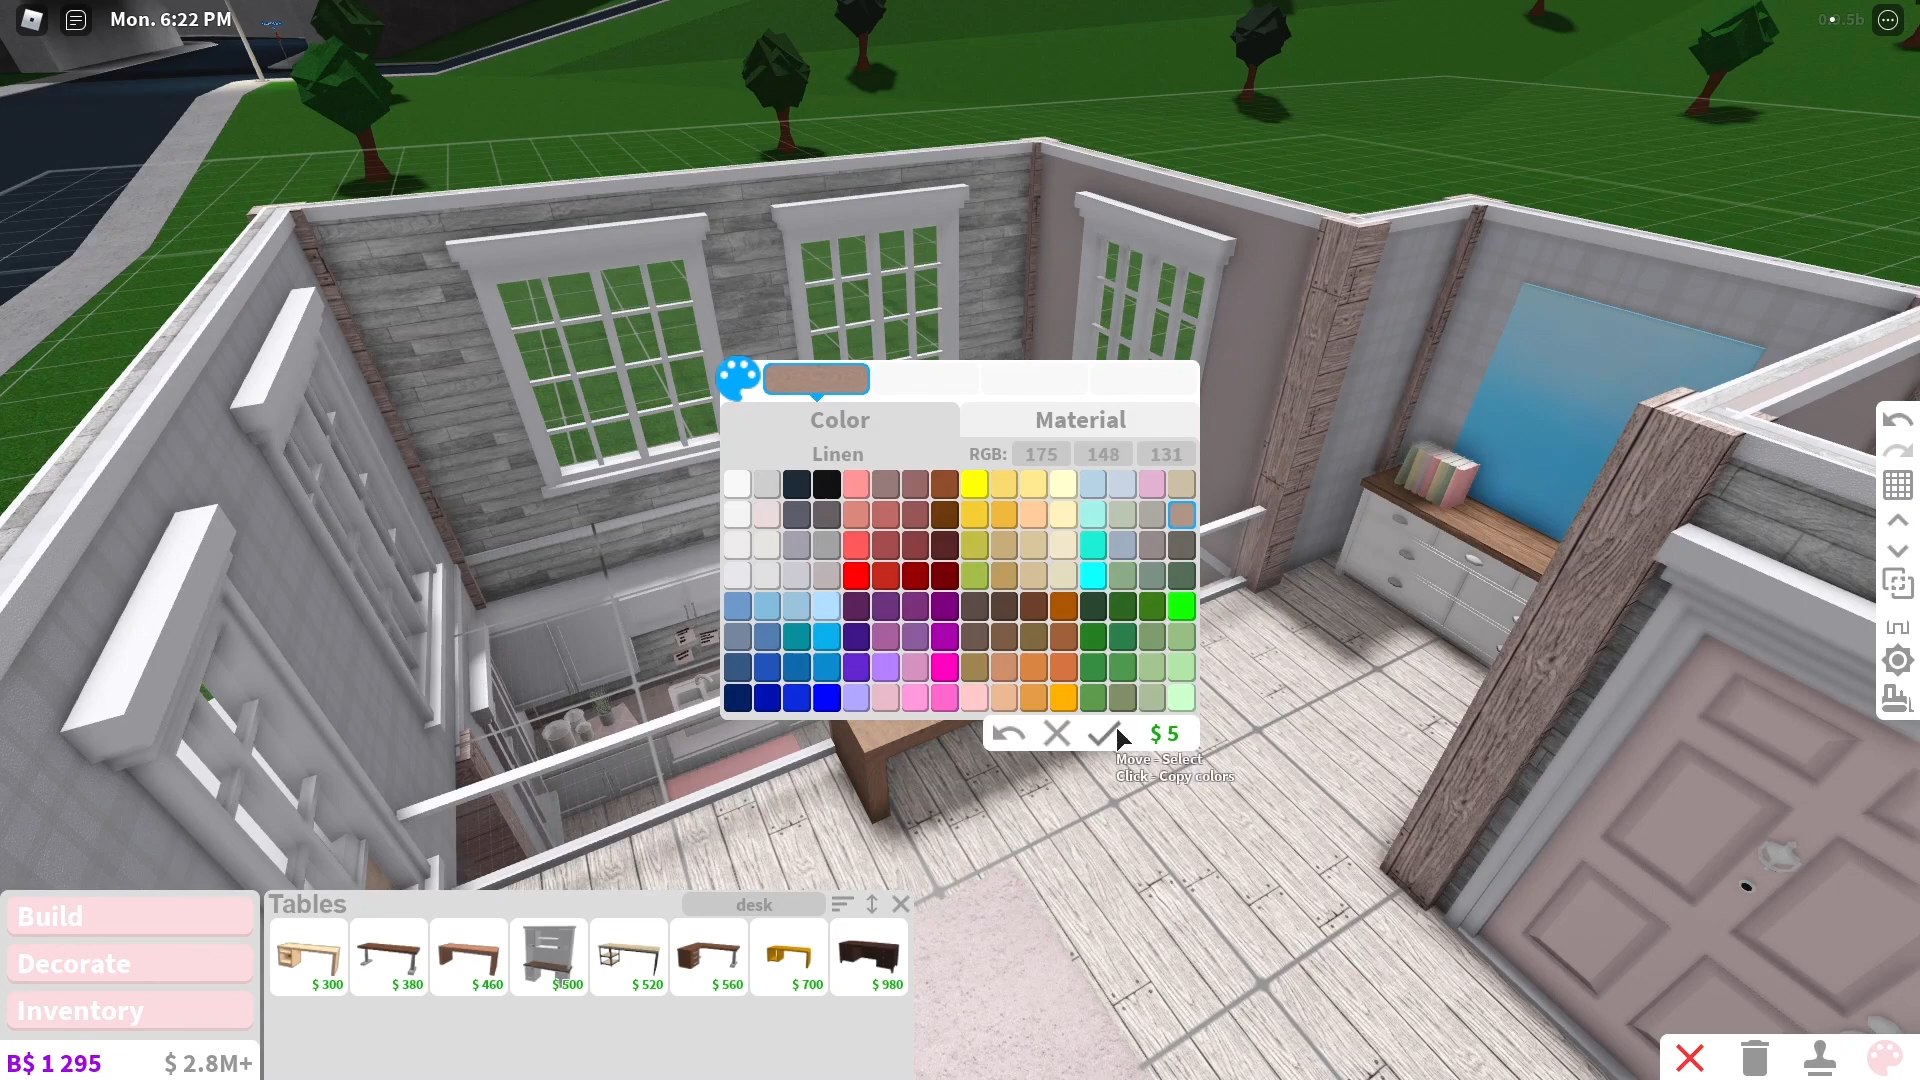 Mon. 6:22 PM
Color
Material
Linen
RGB: 175 148 131
$ 5
Move - Select
Click - Copy colors
Build
Decorate
Inventory
B$ 1 295
$ 2.8M+
Tables
desk
$ 300
$ 380
$ 460
$ 500
$ 520
$ 560
$ 700
$ 980